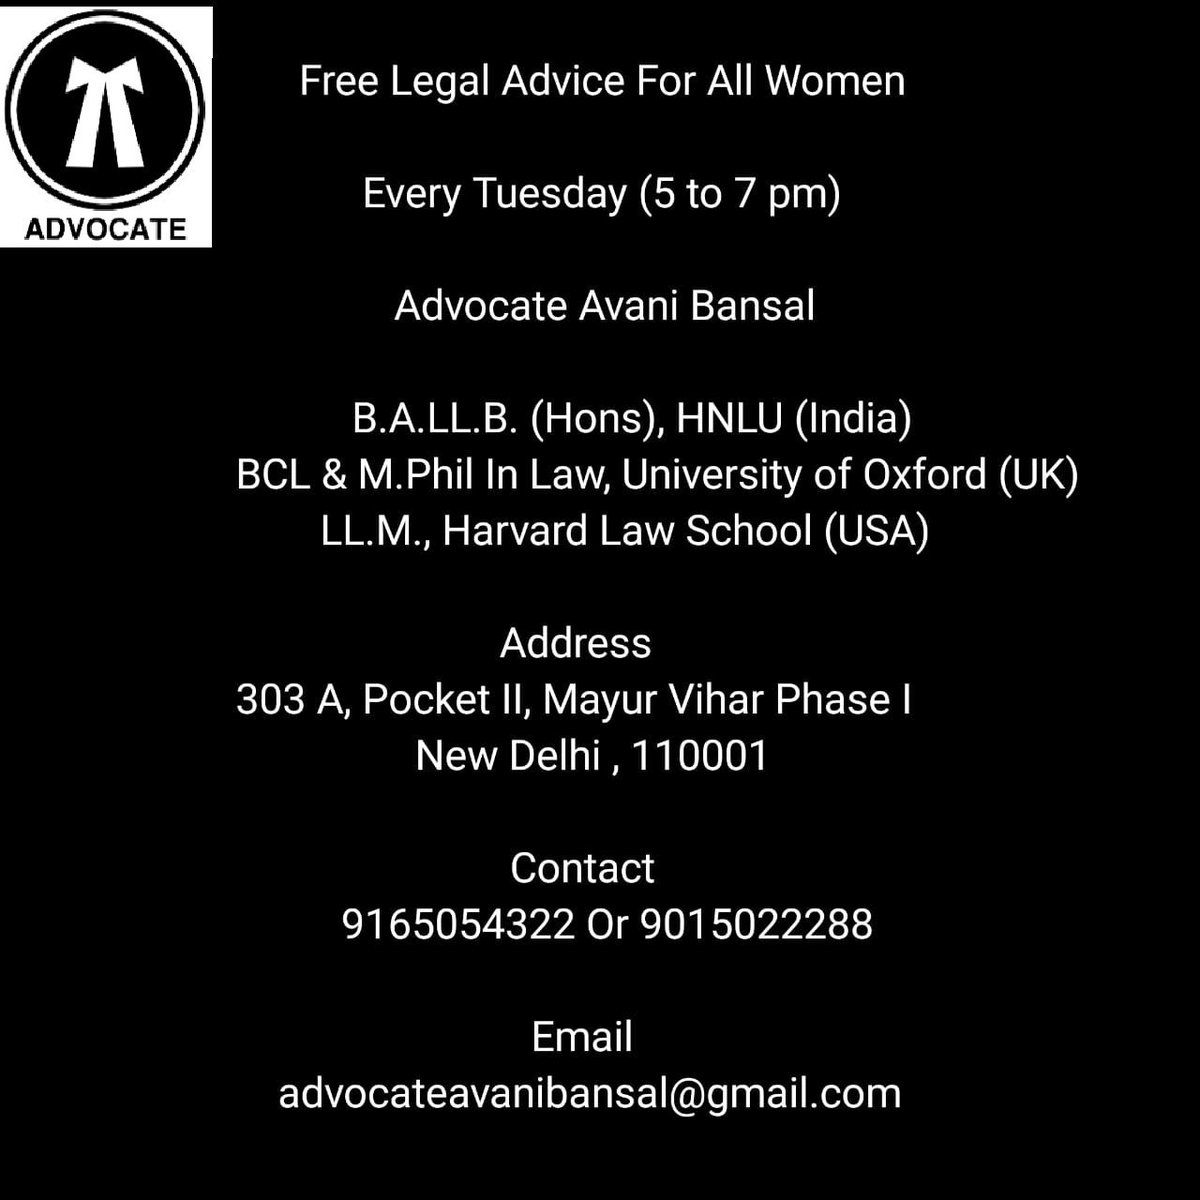 ADVOCATE
Free Legal Advice For All Women
Every Tuesday (5 to 7 pm)
Advocate Avani Bansal
B.A.LL.B. (Hons), HNLU (India)
BCL & M.Phil In Law, University of Oxford (UK)
LL.M., Harvard Law School (USA)
Address
303 A, Pocket II, Mayur Vihar Phase I
New Delhi , 110001
Contact
9165054322 Or 9015022288
Email
advocateavanibansal@gmail.com